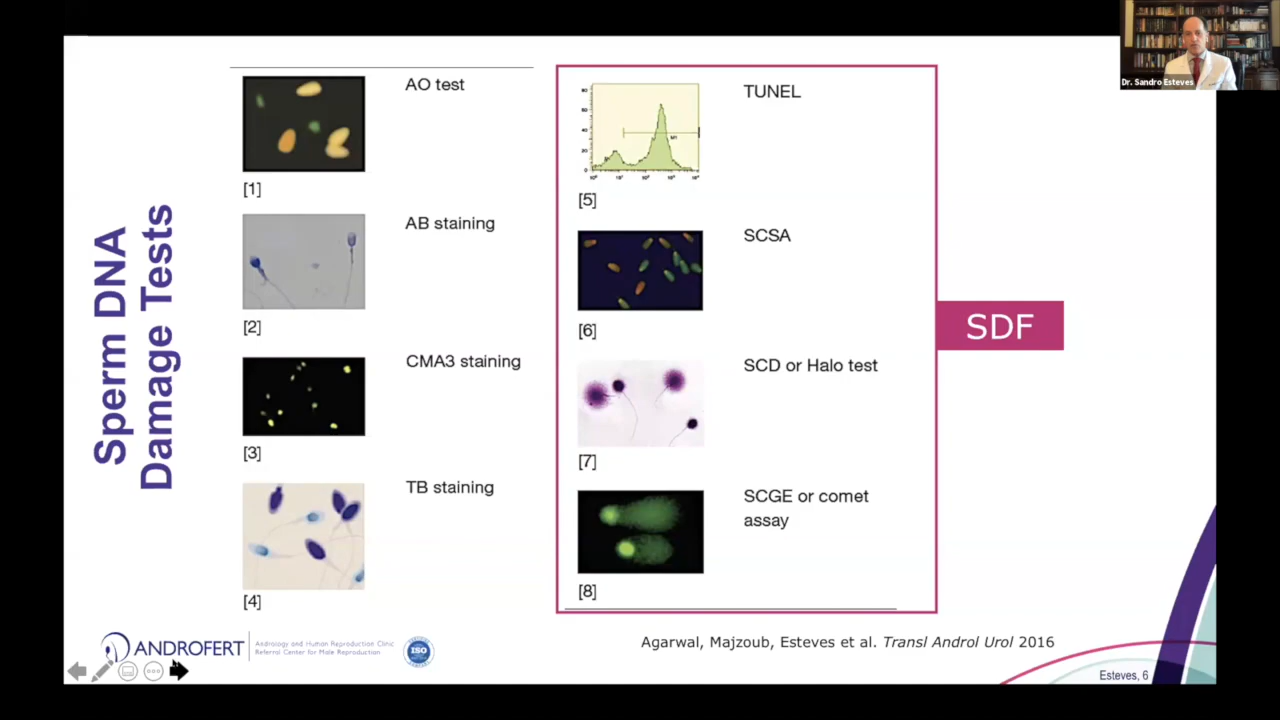 Dr. Sandro Esteves
Sperm DNA
Damage Tests
AO test
[1]
AB staining
[2]
CMA3 staining
[3]
TB staining
[4]
TUNEL
[5]
SCSA
[6]
SCD or Halo test
[7]
SCGE or comet
assay
[8]
SDF
ANDROFERT
Andrology and Human Reproduction Clinic
Referral Center for Male Reproduction
ISO
Agarwal, Majzoub, Esteves et al. Transl Androl Urol 2016
Esteves, 6